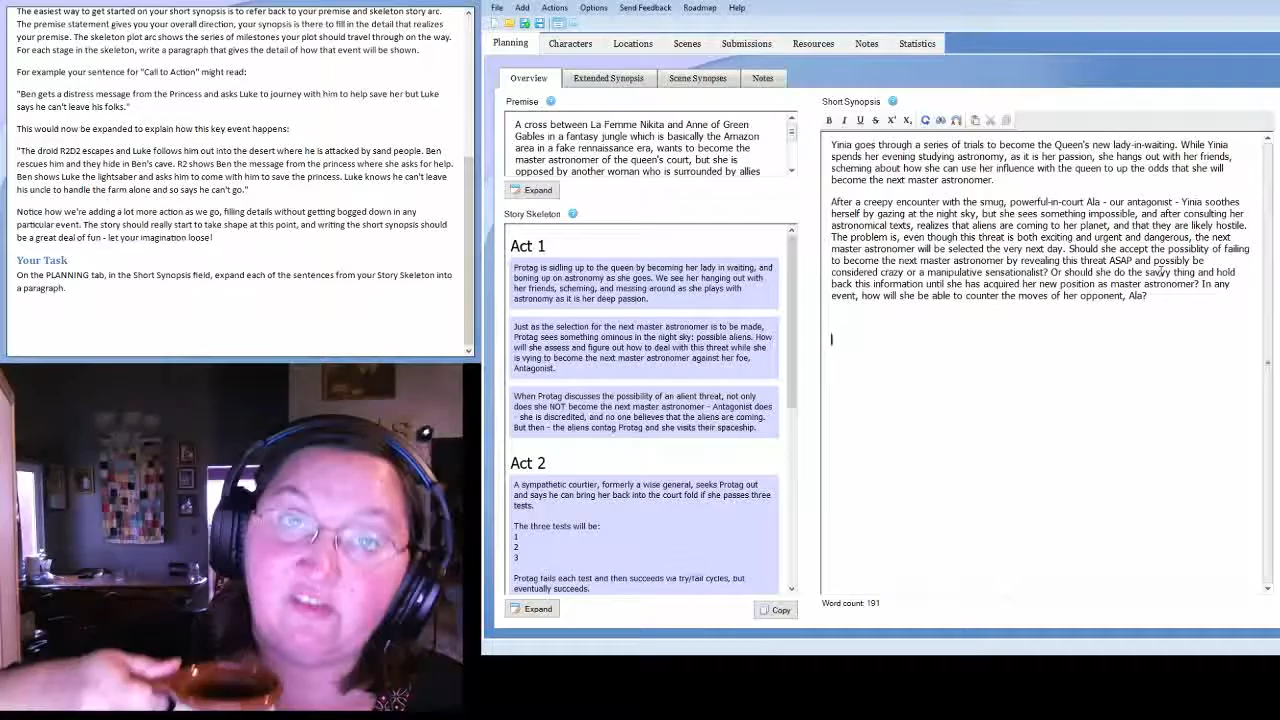 The easiest way to get started on your short synopsis is to refer back to your premise and skeleton story arc.
The premise statement gives you your overall direction, your synopsis is there to fill in the detail that realizes
your premise. The skeleton plot arc shows the series of milestones your plot should travel through on the way.
For each stage in the skeleton, write a paragraph that gives the detail of how that event will be shown.
For example your sentence for "Call to Action" might read:
"Ben gets a distress message from the Princess and asks Luke to journey with him to help save her but Luke
says he can't leave his folks."
This would now be expanded to explain how this key event happens:
"The droid R2D2 escapes and Luke follows him out into the desert where he is attacked by sand people. Ben
rescues him and they hide in Ben's cave. R2 shows Ben the message from the princess where she asks for help.
Ben shows Luke the lightsaber and asks him to come with him to save the princess. Luke knows he can't leave
his uncle to handle the farm alone and so says he can't go."
Notice how we're adding a lot more action as we go, filling details without getting bogged down in any
particular event. The story should really start to take shape at this point, and writing the short synopsis should
be a great deal of fun - let your imagination loose!
Your Task
On the PLANNING tab, in the Short Synopsis field, expand each of the sentences from your Story Skeleton into
a paragraph.
File Add Actions Options Send Feedback Roadmap Help
Planning Characters Locations Scenes Submissions Resources Notes Statistics
Overview Extended Synopsis Scene Synopses Notes
Premise
A cross between La Femme Nikita and Anne of Green
Gables in a fantasy jungle which is basically the Amazon
area in a fake rennaissance era, wants to become the
master astronomer of the queen's court, but she is
opposed by another woman who is surrounded by allies
Expand
Story Skeleton
Act 1
Protag is sidling up to the queen by becoming her lady in waiting, and
boning up on astronomy as she goes. We see her hanging out with
her friends, scheming, and messing around as she plays with
astronomy as it is her deep passion.
Just as the selection for the next master astronomer is to be made,
Protag sees something ominous in the night sky: possible aliens. How
will she assess and figure out how to deal with this threat while she
is vying to become the next master astronomer against her foe,
Antagonist.
When Protag discusses the possibility of an alient threat, not only
does she NOT become the next master astronomer - Antagonist does
- she is discredited, and no one believes that the aliens are coming.
But then - the aliens contag Protag and she visits their spaceship.
Act 2
A sympathetic courtier, formerly a wise general, seeks Protag out
and says he can bring her back into the court fold if she passes three
tests.
The three tests will be:
1
2
3
Protag fails each test and then succeeds via try/fail cycles, but
eventually succeeds.
Expand
Copy
Short Synopsis
B I U S X² X₂
Yinia goes through a series of trials to become the Queen's new lady-in-waiting. While Yinia
spends her evening studying astronomy, as it is her passion, she hangs out with her friends,
scheming about how she can use her influence with the queen to up the odds that she will
become the next master astronomer.
After a creepy encounter with the smug, powerful-in-court Ala - our antagonist - Yinia soothes
herself by gazing at the night sky, but she sees something impossible, and after consulting her
astronomical texts, realizes that aliens are coming to her planet, and that they are likely hostile.
The problem is, even though this threat is both exciting and urgent and dangerous, the next
master astronomer will be selected the very next day. Should she accept the possiblity of failing
to become the next master astronomer by revealing this threat ASAP and possibly be
considered crazy or a manipulative sensationalist? Or should she do the savvy thing and hold
back this information until she has acquired her new position as master astronomer? In any
event, how will she be able to counter the moves of her opponent, Ala?
Word count: 191